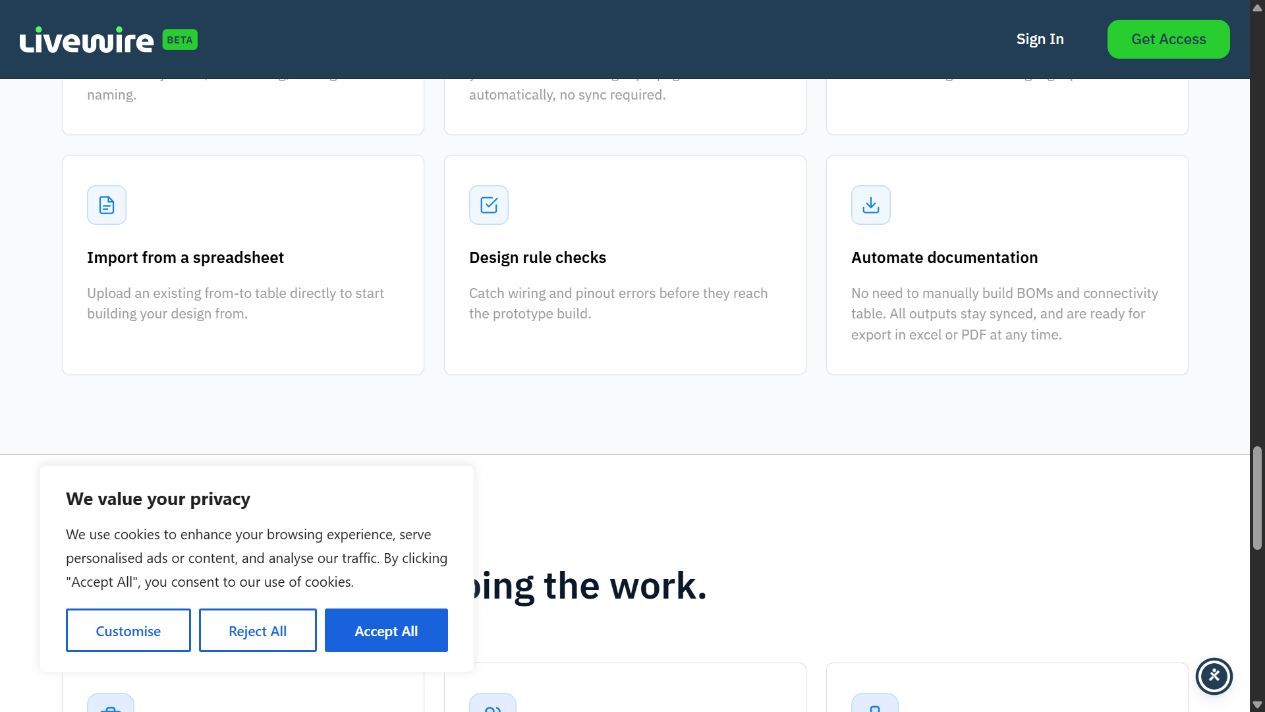 Livewire BETA
Sign In
Get Access
naming.
automatically, no sync required.
Import from a spreadsheet
Upload an existing from-to table directly to start
building your design from.
Design rule checks
Catch wiring and pinout errors before they reach
the prototype build.
Automate documentation
No need to manually build BOMs and connectivity
table. All outputs stay synced, and are ready for
export in excel or PDF at any time.
the work.
We value your privacy
We use cookies to enhance your browsing experience, serve
personalised ads or content, and analyse our traffic. By clicking
"Accept All", you consent to our use of cookies.
Customise
Reject All
Accept All